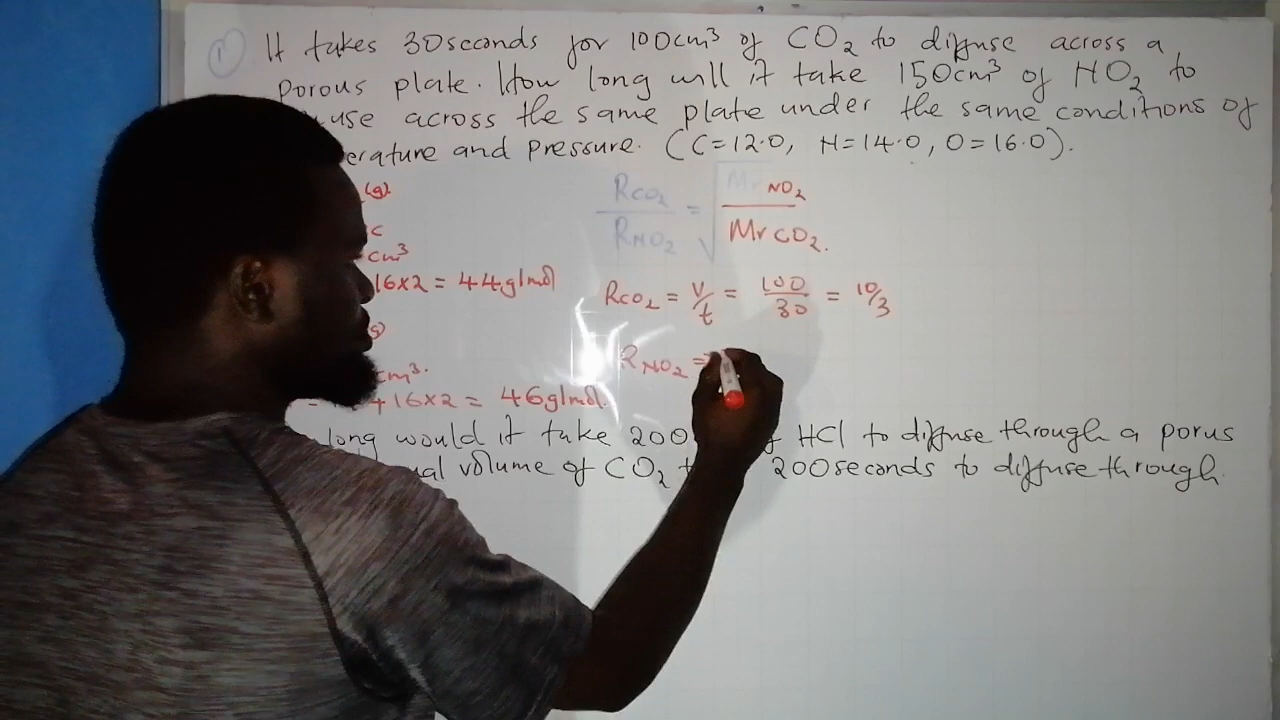 1 It takes 30seconds for 100cm³ of CO₂ to diffuse across a
porous plate. How long will it take 150cm³ of NO₂ to
use across the same plate under the same conditions of
erature and pressure. (C=12.0, N=14.0, O=16.0).
(g)
RCO₂ / RNO₂ = √ Mr NO₂ / Mr CO₂.
c
cm³
16x2 = 44g/mol
RCO₂ = V/t = 100/30 = 10/3
g)
RNO₂ =
cm³.
+16x2 = 46g/mol.
long would it take 200 HCl to diffuse through a porus
ual volume of CO₂ t 200seconds to diffuse through.